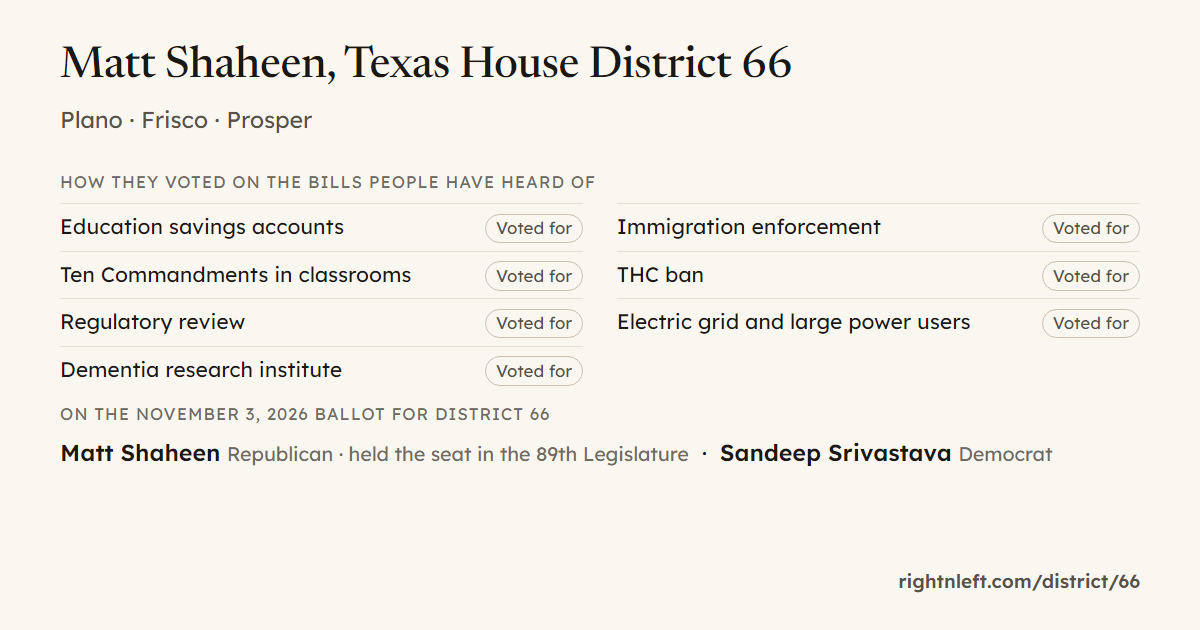 Matt Shaheen, Texas House District 66
Plano · Frisco · Prosper
HOW THEY VOTED ON THE BILLS PEOPLE HAVE HEARD OF
Education savings accounts Voted for
Ten Commandments in classrooms Voted for
Regulatory review Voted for
Dementia research institute Voted for
Immigration enforcement Voted for
THC ban Voted for
Electric grid and large power users Voted for
ON THE NOVEMBER 3, 2026 BALLOT FOR DISTRICT 66
Matt Shaheen Republican · held the seat in the 89th Legislature · Sandeep Srivastava Democrat
rightnleft.com/district/66